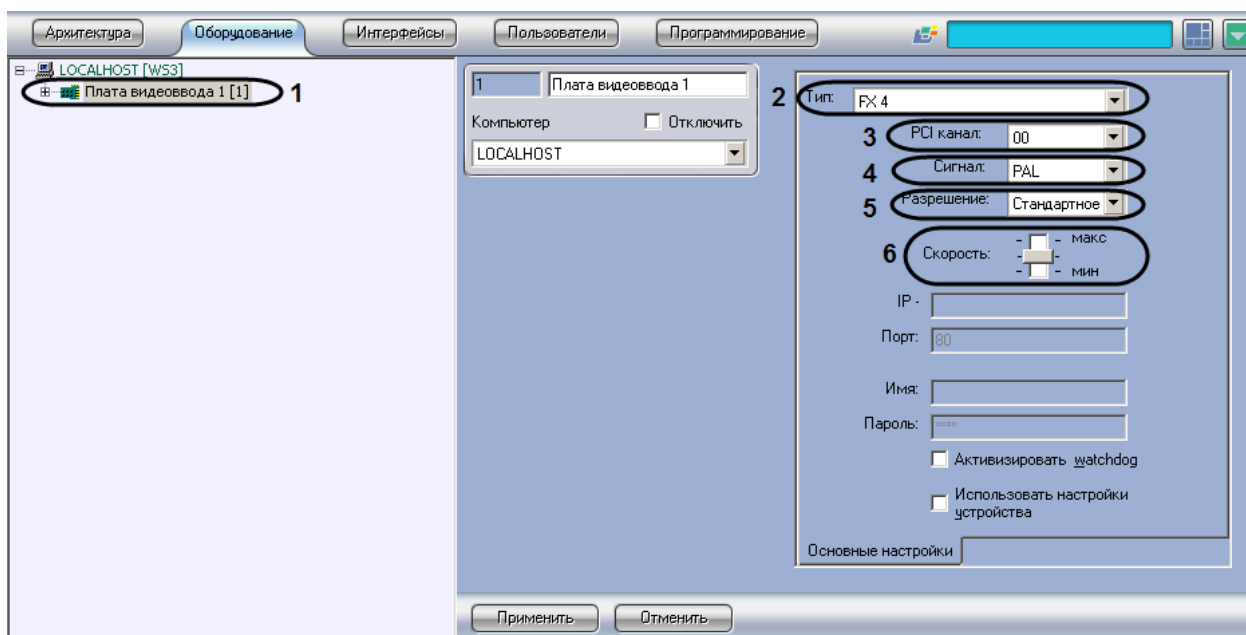 Архитектура Оборудование Интерфейсы Пользователи Программирование
LOCALHOST [WS3]
Плата видеоввода 1 [1] 1
1 Плата видеоввода 1
Компьютер Отключить
LOCALHOST
2 Тип: FX 4
3 PCI канал: 00
4 Сигнал: PAL
5 Разрешение: Стандартное
6 Скорость: - - макс
- -
- - мин
IP -
Порт: 80
Имя:
Пароль: ××××
Активизировать watchdog
Использовать настройки
устройства
Основные настройки
Применить Отменить